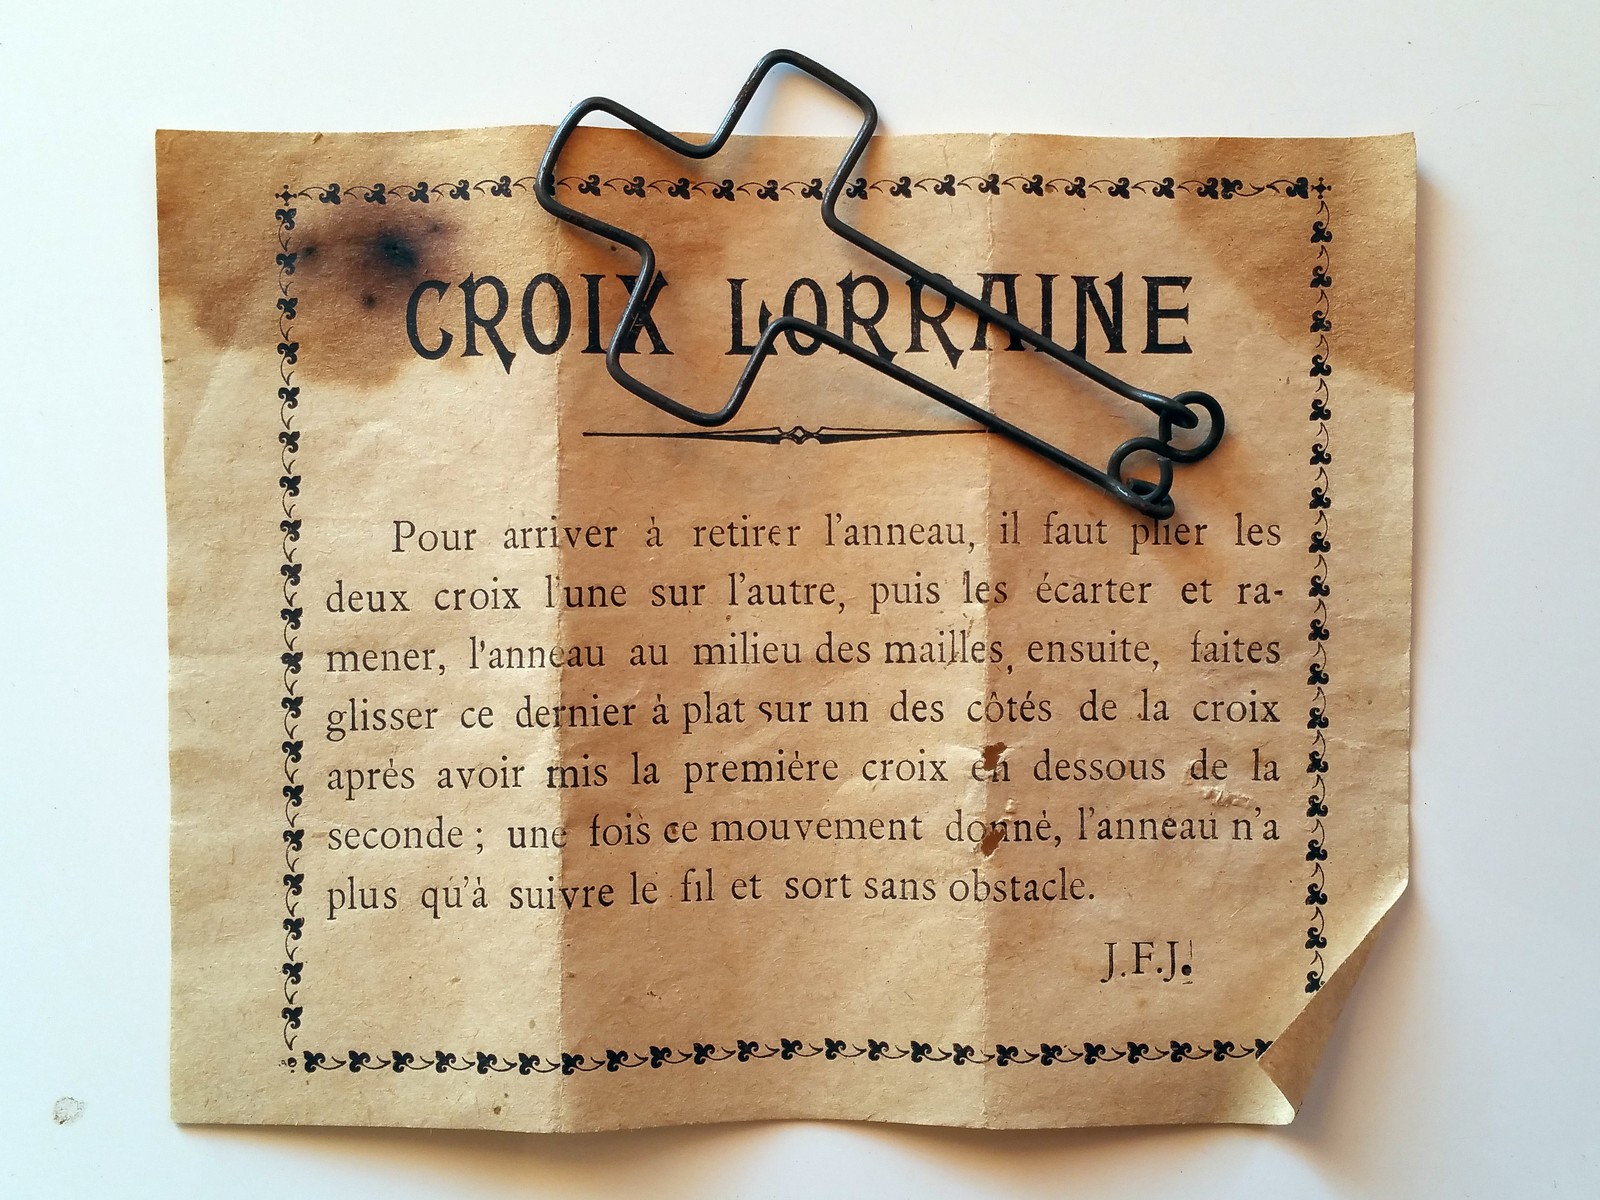 CROIX LORRAINE
Pour arriver à retirer l'anneau, il faut plier les
deux croix l'une sur l'autre, puis les écarter et ra-
mener, l'anneau au milieu des mailles, ensuite, faites
glisser ce dernier à plat sur un des côtés de la croix
après avoir mis la première croix en dessous de la
seconde ; une fois ce mouvement donné, l'anneau n'a
plus qu'à suivre le fil et sort sans obstacle.
J.F.J.